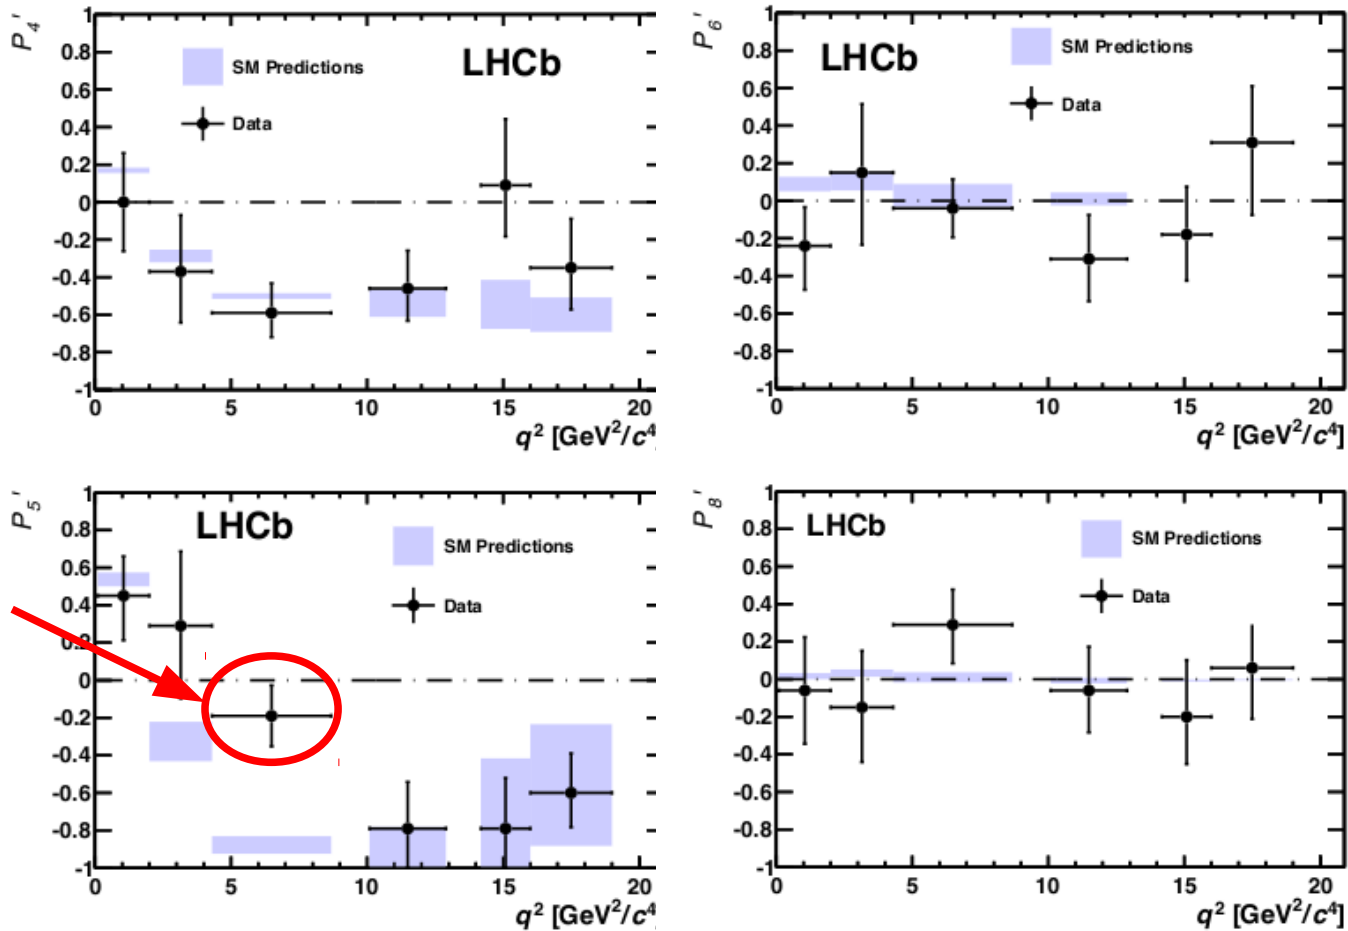 P4'
LHCb
SM Predictions
Data
1
0.8
0.6
0.4
0.2
0
-0.2
-0.4
-0.6
-0.8
-1
0 5 10 15 20
q² [GeV²/c⁴
P6'
LHCb
SM Predictions
Data
1
0.8
0.6
0.4
0.2
0
-0.2
-0.4
-0.6
-0.8
-1
0 5 10 15 20
q² [GeV²/c⁴]
P5'
LHCb
SM Predictions
Data
1
0.8
0.6
0.4
0.2
0
-0.2
-0.4
-0.6
-0.8
-1
0 5 10 15 20
q² [GeV²/c⁴
P8'
LHCb
SM Predictions
Data
1
0.8
0.6
0.4
0.2
0
-0.2
-0.4
-0.6
-0.8
-1
0 5 10 15 20
q² [GeV²/c⁴]